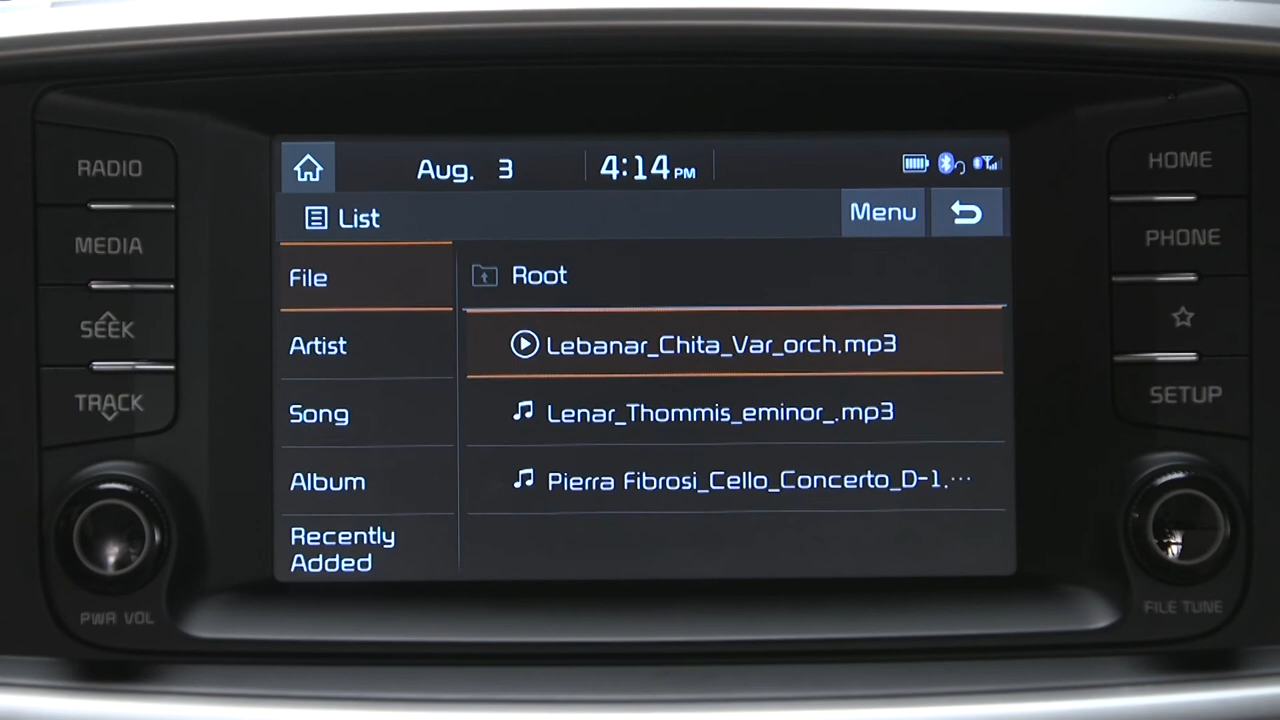 RADIO
MEDIA
SEEK
TRACK
PWR VOL
Aug. 3 4:14 PM
List Menu
File
Artist
Song
Album
Recently
Added
Root
Lebanar_Chita_Var_orch.mp3
Lenar_Thommis_eminor_.mp3
Pierra Fibrosi_Cello_Concerto_D-1.···
HOME
PHONE
SETUP
FILE TUNE